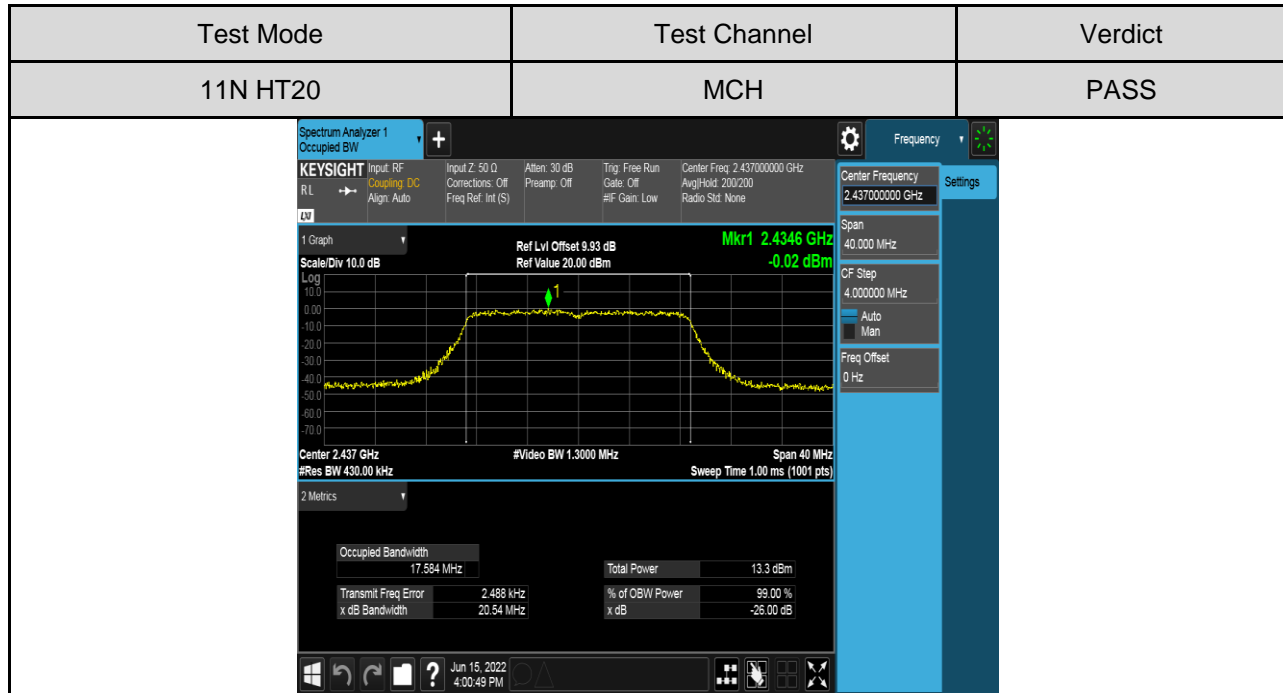 Test Mode Test Channel Verdict
11N HT20 MCH PASS
Spectrum Analyzer 1
Occupied BW
+
Frequency
KEYSIGHT Input: RF Input Z: 50 Ω Atten: 30 dB Trig: Free Run Center Freq: 2.437000000 GHz
RL Coupling: DC Corrections: Off Preamp: Off Gate: Off Avg|Hold: 200/200
Align: Auto Freq Ref: Int (S) #IF Gain: Low Radio Std: None
LXI
Center Frequency
2.437000000 GHz
Settings
Span
40.000 MHz
CF Step
4.000000 MHz
Auto
Man
Freq Offset
0 Hz
1 Graph
Ref Lvl Offset 9.93 dB
Mkr1 2.4346 GHz
Scale/Div 10.0 dB Ref Value 20.00 dBm -0.02 dBm
Log
10.0
1
0.00
-10.0
-20.0
-30.0
-40.0
-50.0
-60.0
-70.0
Center 2.437 GHz #Video BW 1.3000 MHz Span 40 MHz
#Res BW 430.00 kHz Sweep Time 1.00 ms (1001 pts)
2 Metrics
Occupied Bandwidth
17.584 MHz Total Power 13.3 dBm
Transmit Freq Error 2.488 kHz % of OBW Power 99.00 %
x dB Bandwidth 20.54 MHz x dB -26.00 dB
? Jun 15, 2022
4:00:49 PM